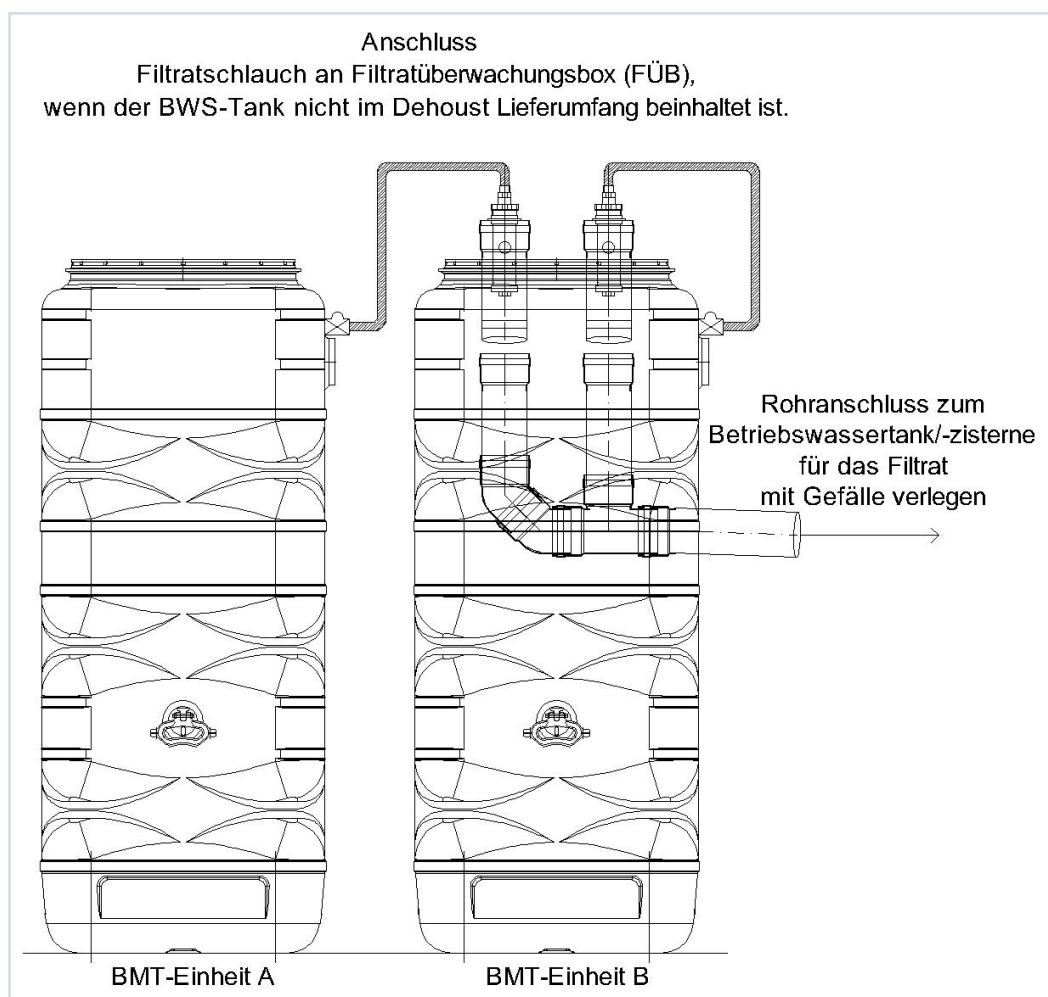 Anschluss
Filtratschlauch an Filtratüberwachungsbox (FÜB),
wenn der BWS-Tank nicht im Dehoust Lieferumfang beinhaltet ist.
Rohranschluss zum
Betriebswassertank/-zisterne
für das Filtrat
mit Gefälle verlegen
BMT-Einheit A
BMT-Einheit B